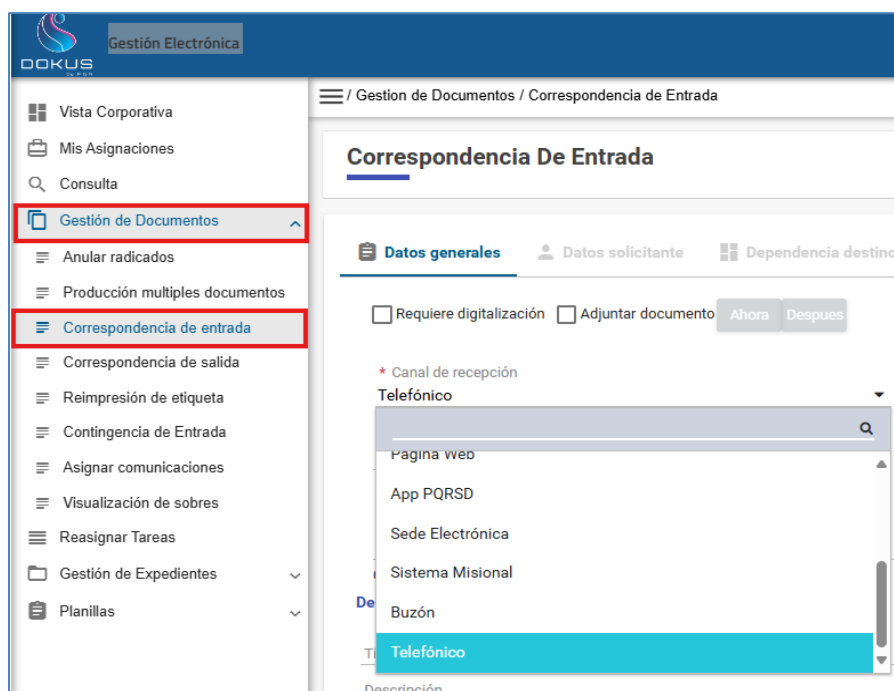 Gestión Electrónica
DOKUS
Vista Corporativa
Mis Asignaciones
Consulta
Gestión de Documentos
Anular radicados
Producción multiples documentos
Correspondencia de entrada
Correspondencia de salida
Reimpresión de etiqueta
Contingencia de Entrada
Asignar comunicaciones
Visualización de sobres
Reasignar Tareas
Gestión de Expedientes
Planillas
/ Gestion de Documentos / Correspondencia de Entrada
Correspondencia De Entrada
Datos generales Datos solicitante Dependencia destino
Requiere digitalización Adjuntar documento Ahora Despues
* Canal de recepción
Telefónico
Pagina Web
App PQRSD
Sede Electrónica
Sistema Misional
Buzón
De
Telefónico
Descripción